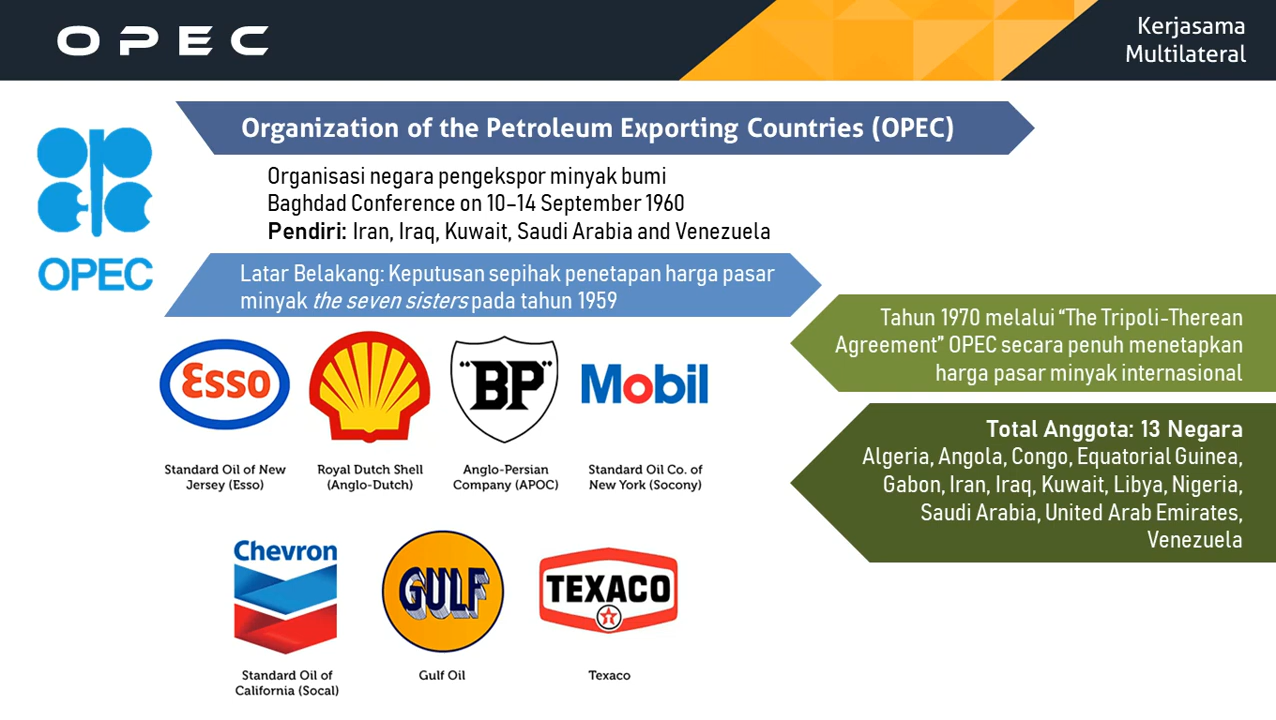 OPEC
Kerjasama
Multilateral
Organization of the Petroleum Exporting Countries (OPEC)
Organisasi negara pengekspor minyak bumi
Baghdad Conference on 10–14 September 1960
Pendiri: Iran, Iraq, Kuwait, Saudi Arabia and Venezuela
OPEC
Latar Belakang: Keputusan sepihak penetapan harga pasar
minyak the seven sisters pada tahun 1959
Tahun 1970 melalui “The Tripoli-Therean
Agreement” OPEC secara penuh menetapkan
harga pasar minyak internasional
Esso
"BP"
Mobil
Standard Oil of New
Jersey (Esso)
Royal Dutch Shell
(Anglo-Dutch)
Anglo-Persian
Company (APOC)
Standard Oil Co. of
New York (Socony)
Total Anggota: 13 Negara
Algeria, Angola, Congo, Equatorial Guinea,
Gabon, Iran, Iraq, Kuwait, Libya, Nigeria,
Saudi Arabia, United Arab Emirates,
Venezuela
Chevron
GULF
TEXACO
T
Standard Oil of
California (Socal)
Gulf Oil
Texaco